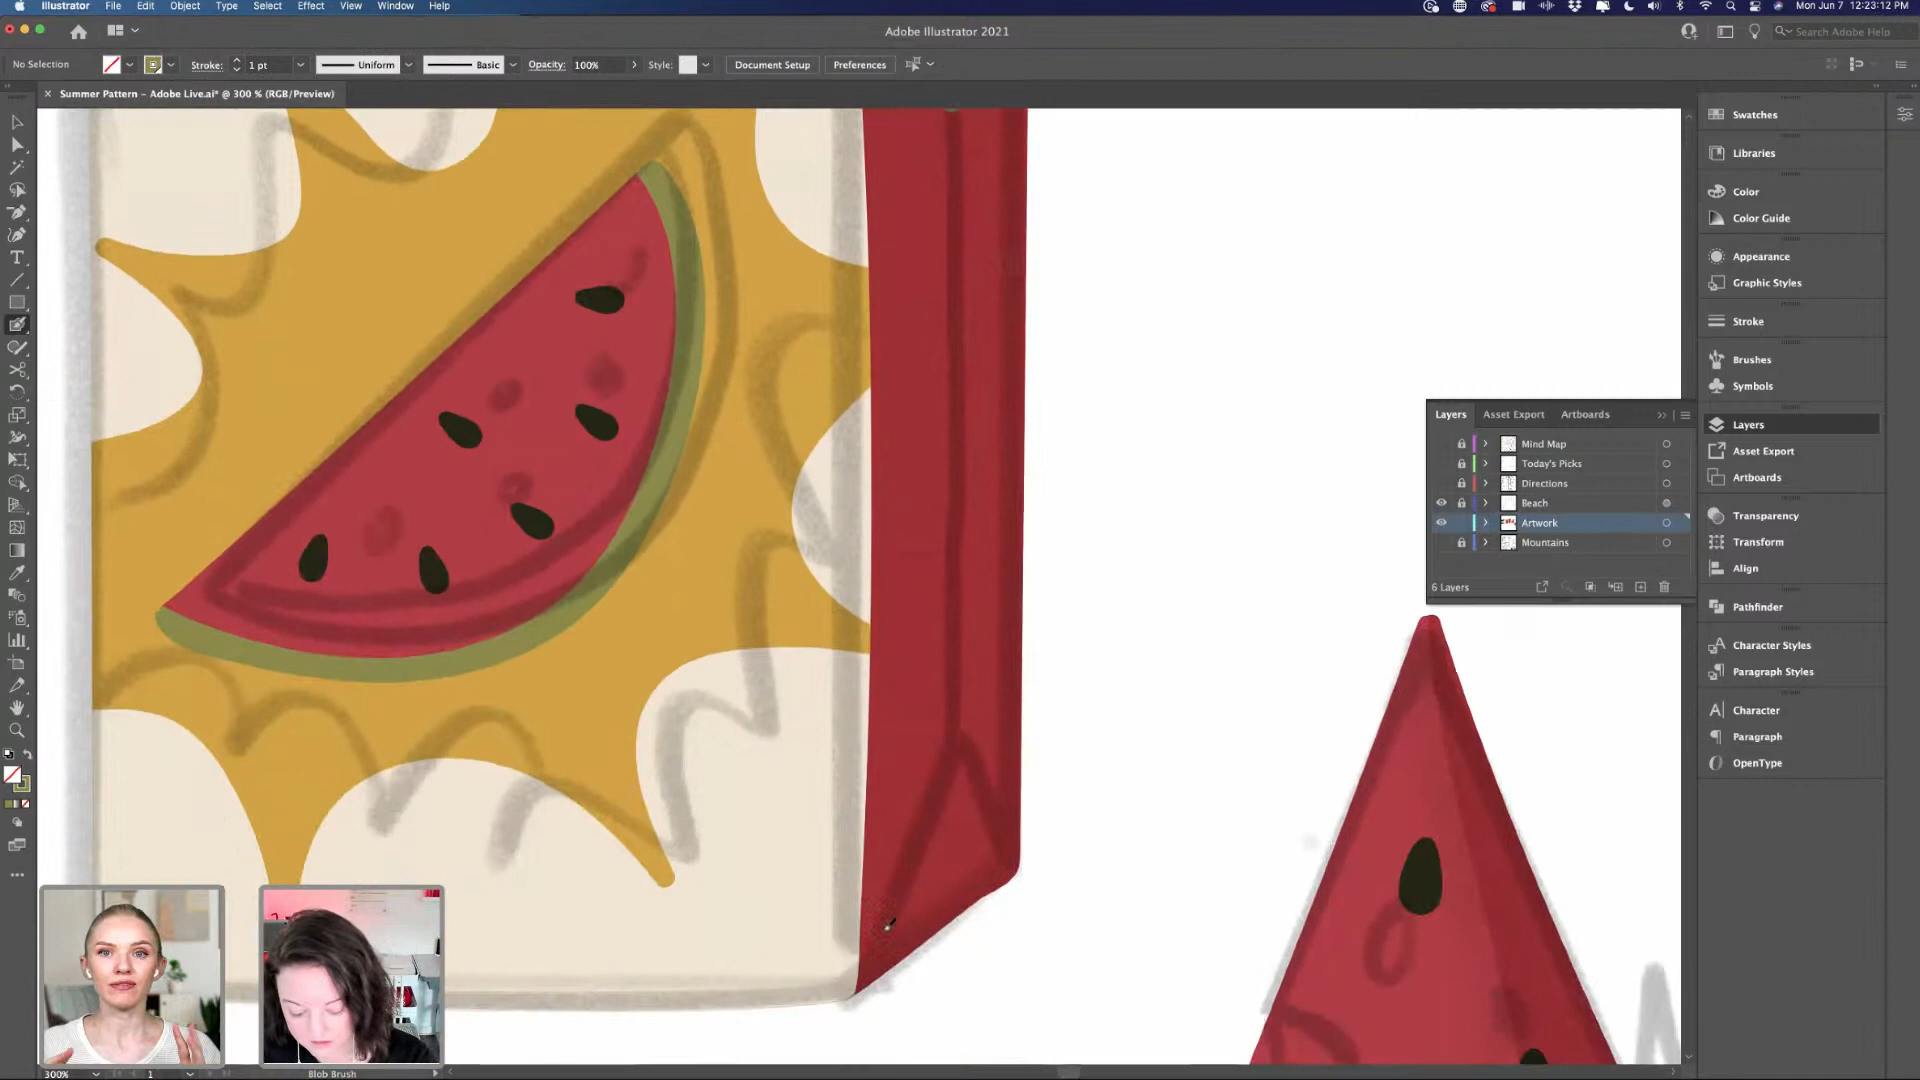 Illustrator File Edit Object Type Select Effect View Window Help
Mon Jun 7 12:23:12 PM
Adobe Illustrator 2021
Search Adobe Help
No Selection
Stroke: 1 pt
Uniform
Basic
Opacity: 100%
Style:
Document Setup
Preferences
× Summer Pattern – Adobe Live.ai* @ 300 % (RGB/Preview)
Swatches
Libraries
Color
Color Guide
Appearance
Graphic Styles
Stroke
Brushes
Symbols
Layers
Asset Export
Artboards
Transparency
Transform
Align
Pathfinder
Character Styles
Paragraph Styles
Character
Paragraph
OpenType
Layers Asset Export Artboards
Mind Map
Today's Picks
Directions
Beach
Artwork
Mountains
6 Layers
300%
1
Blob Brush